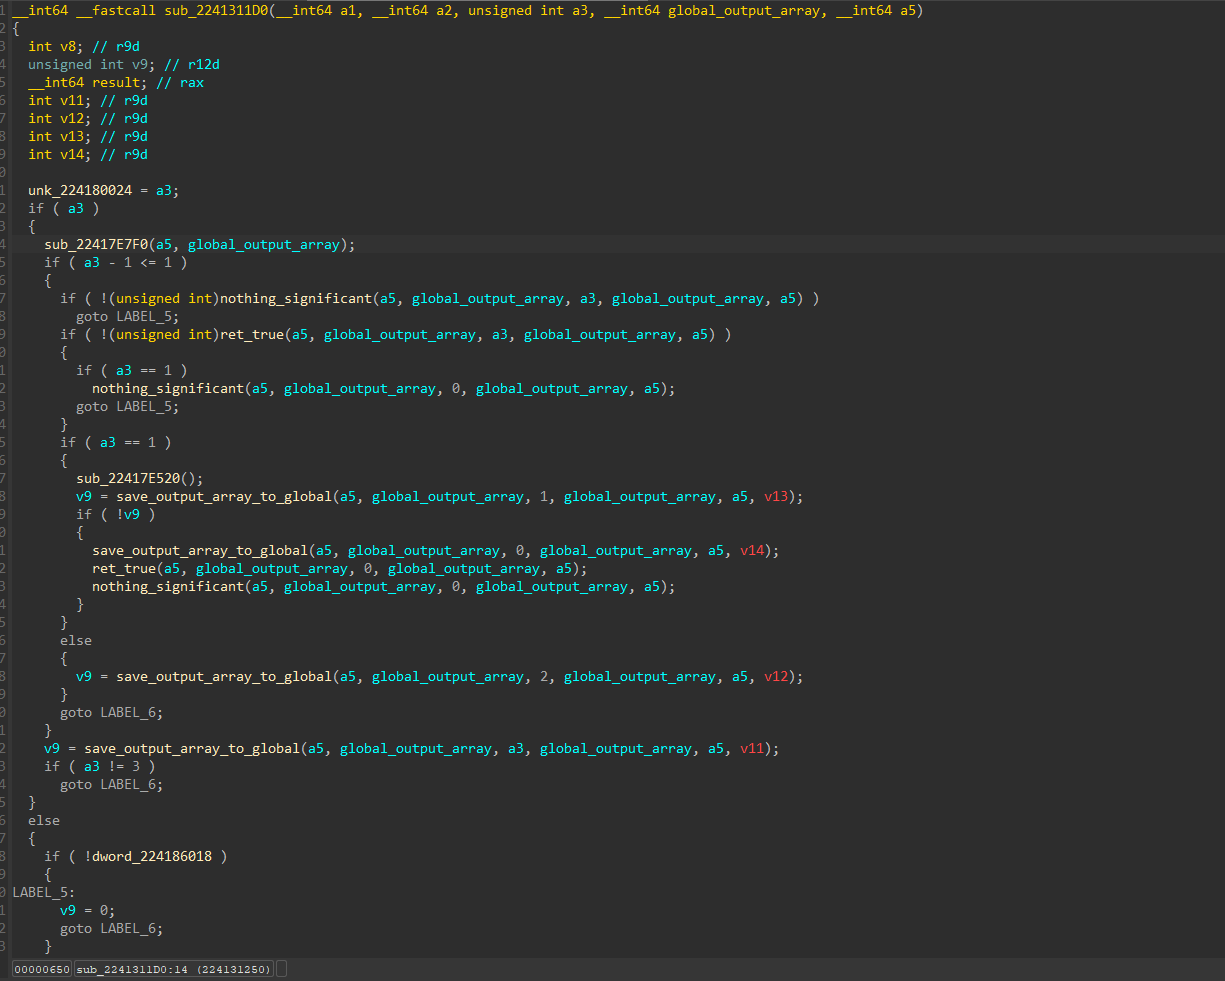 1 __int64 __fastcall sub_2241311D0(__int64 a1, __int64 a2, unsigned int a3, __int64 global_output_array, __int64 a5)
2 {
3 int v8; // r9d
4 unsigned int v9; // r12d
5 __int64 result; // rax
6 int v11; // r9d
7 int v12; // r9d
8 int v13; // r9d
9 int v14; // r9d
0
1 unk_224180024 = a3;
2 if ( a3 )
3 {
4 sub_22417E7F0(a5, global_output_array);
5 if ( a3 - 1 <= 1 )
6 {
7 if ( !(unsigned int)nothing_significant(a5, global_output_array, a3, global_output_array, a5) )
8 goto LABEL_5;
9 if ( !(unsigned int)ret_true(a5, global_output_array, a3, global_output_array, a5) )
0 {
1 if ( a3 == 1 )
2 nothing_significant(a5, global_output_array, 0, global_output_array, a5);
3 goto LABEL_5;
4 }
5 if ( a3 == 1 )
6 {
7 sub_22417E520();
8 v9 = save_output_array_to_global(a5, global_output_array, 1, global_output_array, a5, v13);
9 if ( !v9 )
0 {
1 save_output_array_to_global(a5, global_output_array, 0, global_output_array, a5, v14);
2 ret_true(a5, global_output_array, 0, global_output_array, a5);
3 nothing_significant(a5, global_output_array, 0, global_output_array, a5);
4 }
5 }
6 else
7 {
8 v9 = save_output_array_to_global(a5, global_output_array, 2, global_output_array, a5, v12);
9 }
0 goto LABEL_6;
1 }
2 v9 = save_output_array_to_global(a5, global_output_array, a3, global_output_array, a5, v11);
3 if ( a3 != 3 )
4 goto LABEL_6;
5 }
6 else
7 {
8 if ( !dword_224186018 )
9 {
0 LABEL_5:
1 v9 = 0;
2 goto LABEL_6;
3 }
00000650 sub_2241311D0:14 (224131250)